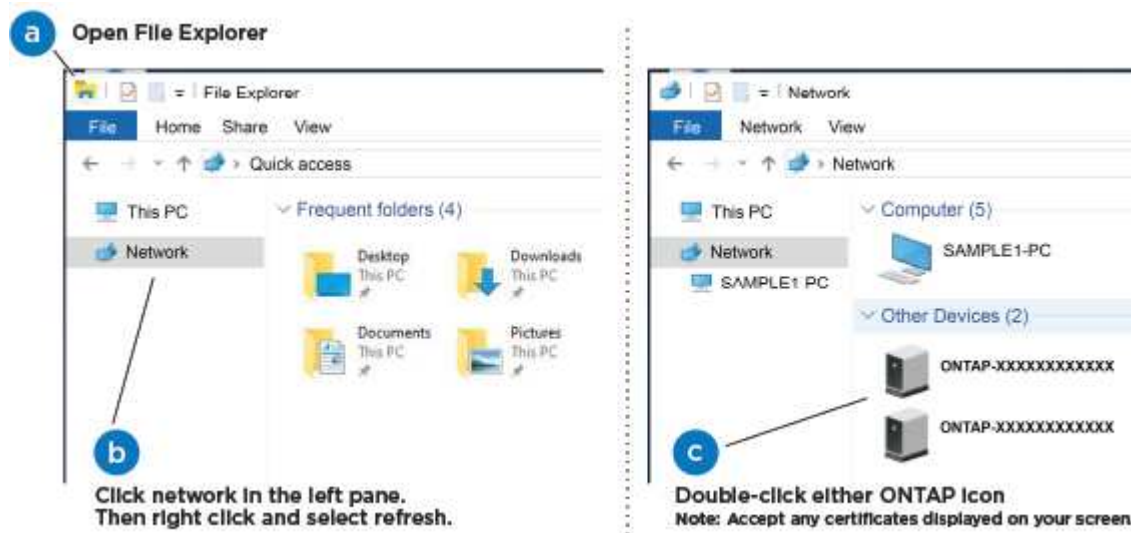 a Open File Explorer
File Explorer
File Home Share View
Quick access
This PC
Network
Frequent folders (4)
Desktop
This PC
Downloads
This PC
Documents
This PC
Pictures
This PC
b
Click network in the left pane.
Then right click and select refresh.
Network
File Network View
Network
This PC
Network
SAMPLE1 PC
Computer (5)
SAMPLE1-PC
Other Devices (2)
ONTAP-XXXXXXXXXXXX
ONTAP-XXXXXXXXXXXX
c
Double-click either ONTAP icon
Note: Accept any certificates displayed on your screen